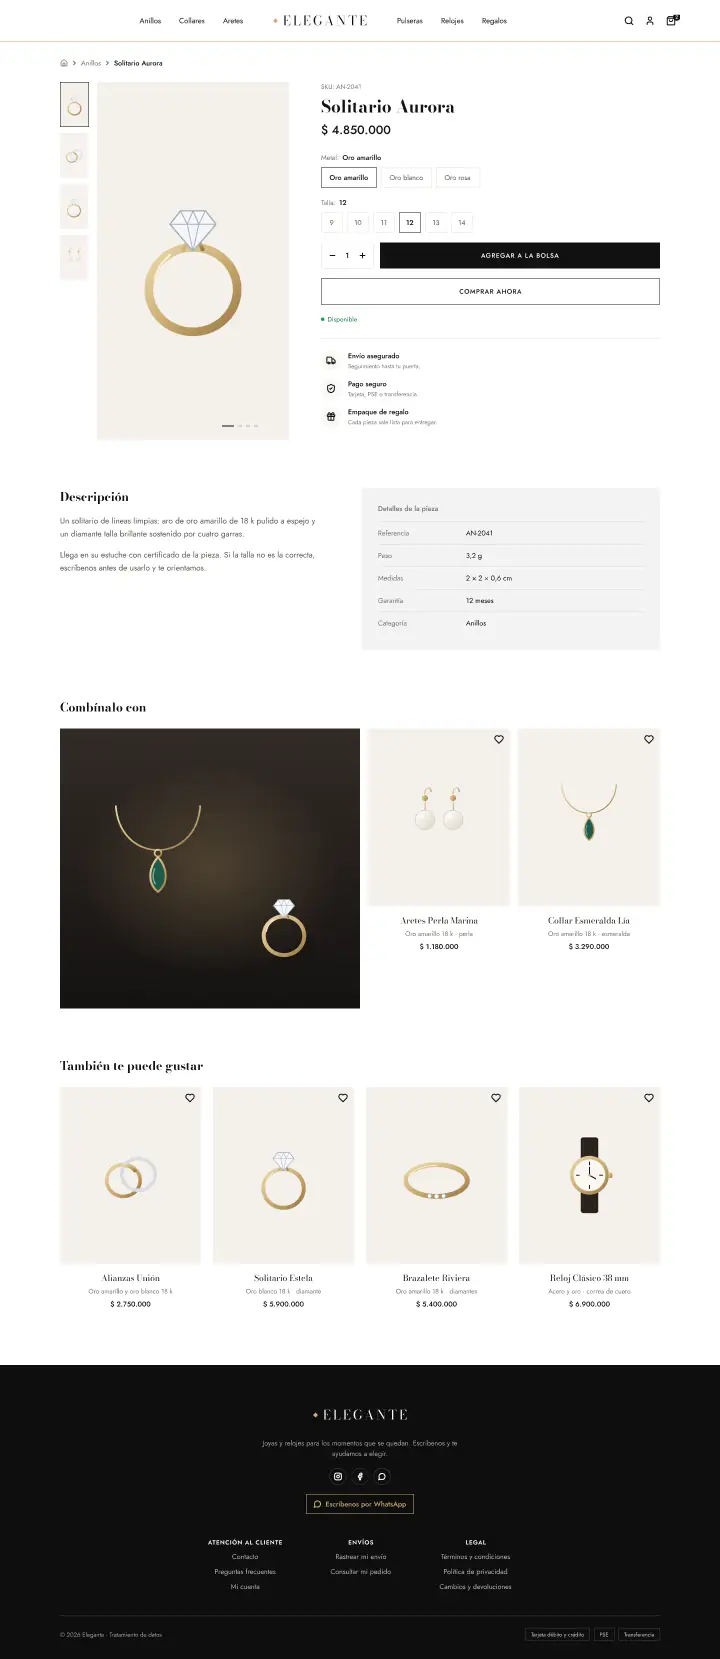 Anillos
Collares
Aretes
ELEGANTE
Pulseras
Relojes
Regalos
Anillos > Solitario Aurora
SKU: AN-2041
Solitario Aurora
$ 4.850.000
Metal: Oro amarillo
Oro amarillo
Oro blanco
Oro rosa
Talla: 12
9
10
11
12
13
14
− 1 +
AGREGAR A LA BOLSA
COMPRAR AHORA
Disponible
Envío asegurado
Seguimiento hasta tu puerta.
Pago seguro
Tarjeta, PSE o transferencia.
Empaque de regalo
Cada pieza sale lista para entregar.
Descripción
Un solitario de líneas limpias: aro de oro amarillo de 18 k pulido a espejo y
un diamante talla brillante sostenido por cuatro garras.
Llega en su estuche con certificado de la pieza. Si la talla no es la correcta,
escríbenos antes de usarlo y te orientamos.
Detalles de la pieza
Referencia AN-2041
Peso 3,2 g
Medidas 2 × 2 × 0,6 cm
Garantía 12 meses
Categoría Anillos
Combínalo con
Aretes Perla Marina
Oro amarillo 18 k · perla
$ 1.180.000
Collar Esmeralda Lía
Oro amarillo 18 k · esmeralda
$ 3.290.000
También te puede gustar
Alianzas Unión
Oro amarillo y oro blanco 18 k
$ 2.750.000
Solitario Estela
Oro blanco 18 k · diamante
$ 5.900.000
Brazalete Riviera
Oro amarillo 18 k · diamantes
$ 5.400.000
Reloj Clásico 38 mm
Acero y oro · correa de cuero
$ 6.900.000
ELEGANTE
Joyas y relojes para los momentos que se quedan. Escríbenos y te
ayudamos a elegir.
Escríbenos por WhatsApp
ATENCIÓN AL CLIENTE
Contacto
Preguntas frecuentes
Mi cuenta
ENVÍOS
Rastrear mi envío
Consultar mi pedido
LEGAL
Términos y condiciones
Política de privacidad
Cambios y devoluciones
© 2026 Elegante · Tratamiento de datos
Tarjeta débito y crédito
PSE
Transferencia